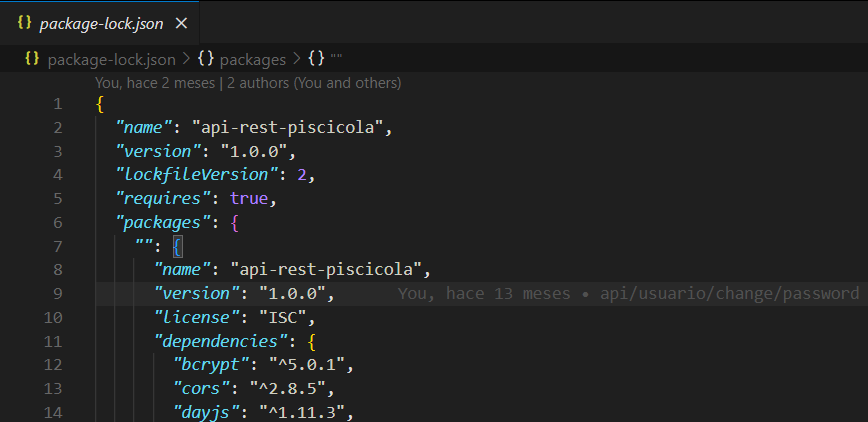 {} package-lock.json ×
{} package-lock.json > {} packages > {} ""
You, hace 2 meses | 2 authors (You and others)
1 {
2 "name": "api-rest-piscicola",
3 "version": "1.0.0",
4 "lockfileVersion": 2,
5 "requires": true,
6 "packages": {
7 "": {
8 "name": "api-rest-piscicola",
9 "version": "1.0.0", You, hace 13 meses • api/usuario/change/password
10 "license": "ISC",
11 "dependencies": {
12 "bcrypt": "^5.0.1",
13 "cors": "^2.8.5",
14 "dayjs": "^1.11.3",